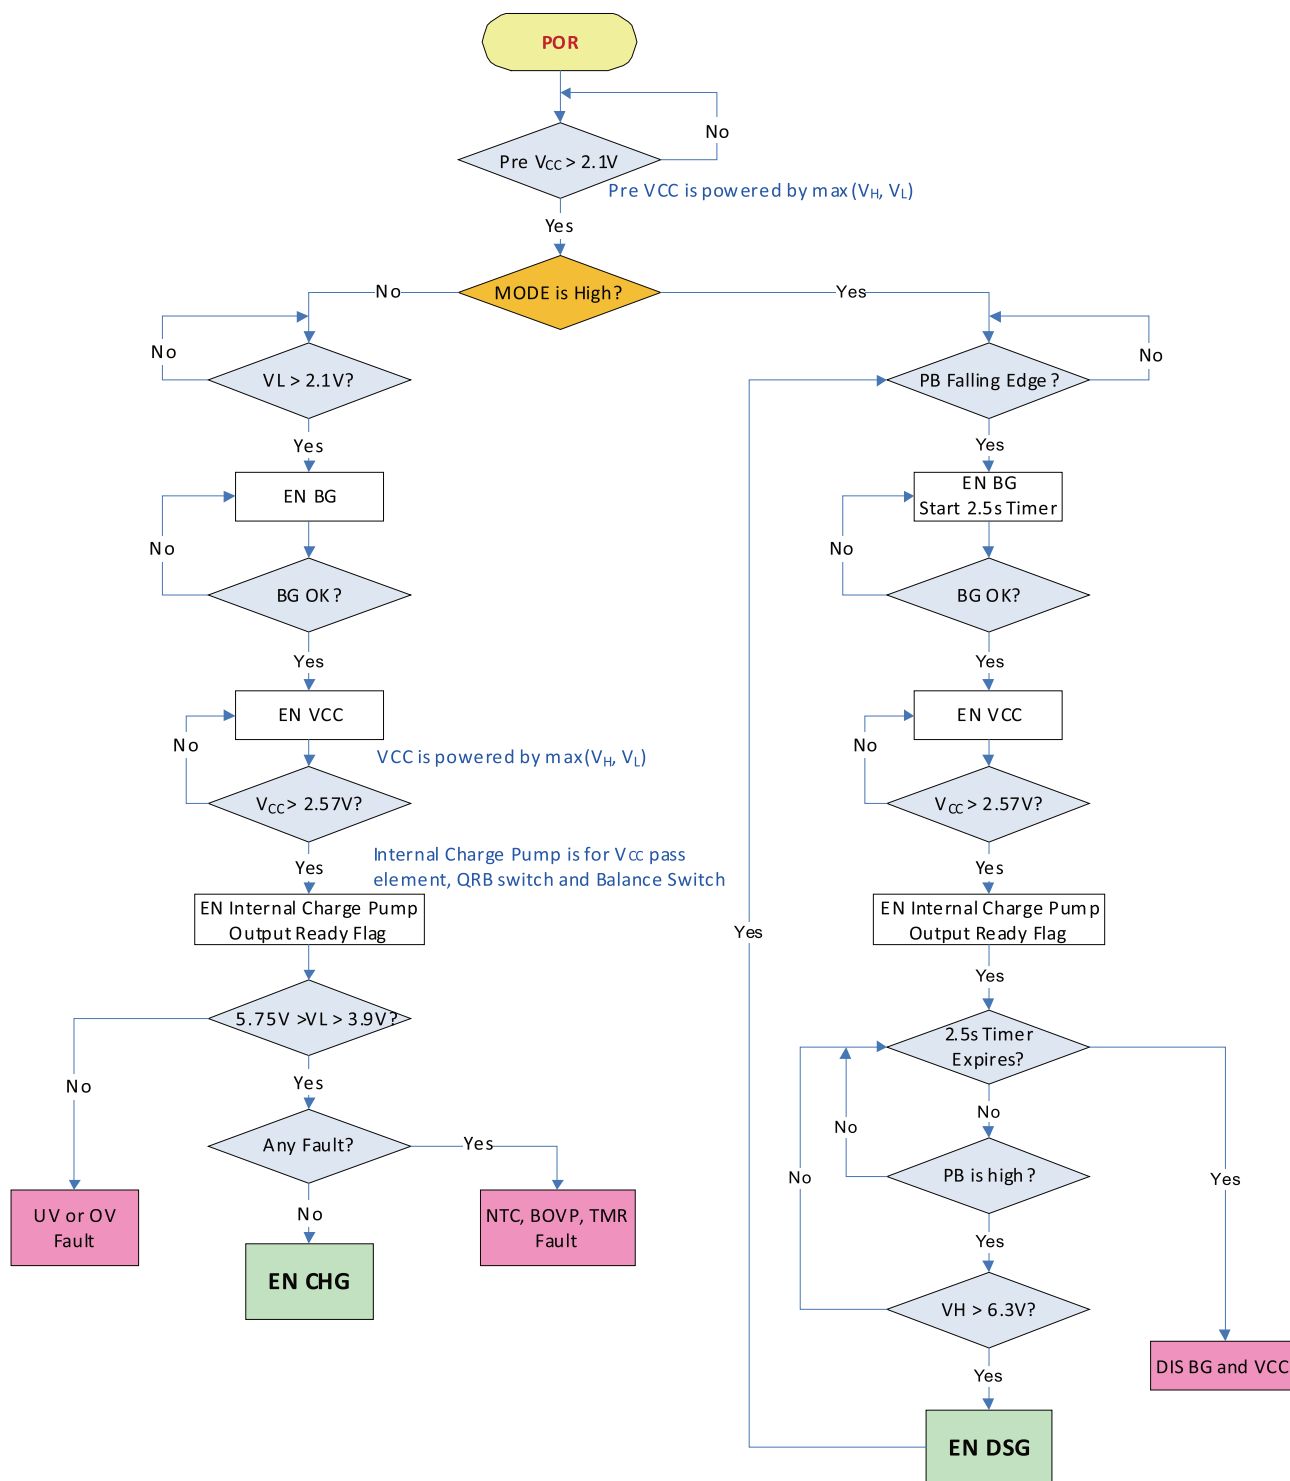 POR
No
Pre VCC > 2.1V
Pre VCC is powered by max(VH, VL)
Yes
No
MODE is High?
Yes
No
VL > 2.1V?
Yes
EN BG
No
BG OK?
Yes
EN VCC
No
VCC is powered by max(VH, VL)
VCC > 2.57V?
Yes
Internal Charge Pump is for VCC pass
element, QRB switch and Balance Switch
EN Internal Charge Pump
Output Ready Flag
5.75V >VL > 3.9V?
No
Yes
Any Fault?
Yes
UV or OV
Fault
No
NTC, BOVP, TMR
Fault
EN CHG
PB Falling Edge?
No
Yes
EN BG
Start 2.5s Timer
No
BG OK?
Yes
EN VCC
No
VCC > 2.57V?
Yes
EN Internal Charge Pump
Output Ready Flag
Yes
Yes
2.5s Timer
Expires?
No
No
PB is high?
No
Yes
Yes
VH > 6.3V?
DIS BG and VCC
Yes
EN DSG